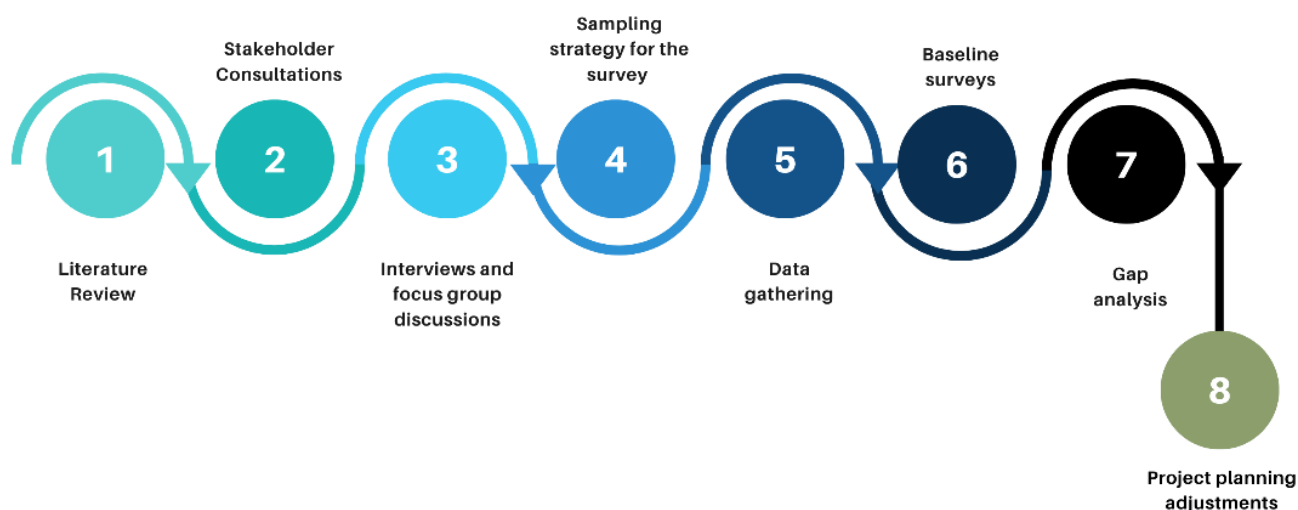 1
Literature
Review
2
Stakeholder
Consultations
3
Interviews and
focus group
discussions
4
Sampling
strategy for the
survey
5
Data
gathering
6
Baseline
surveys
7
Gap
analysis
8
Project planning
adjustments